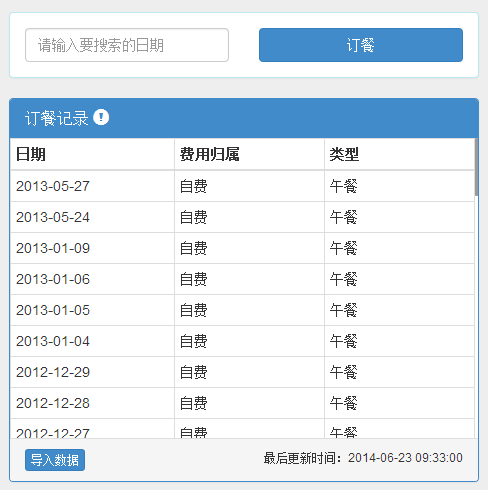 请输入要搜索的日期 订餐
订餐记录
日期 费用归属 类型
2013-05-27 自费 午餐
2013-05-24 自费 午餐
2013-01-09 自费 午餐
2013-01-06 自费 午餐
2013-01-05 自费 午餐
2013-01-04 自费 午餐
2012-12-29 自费 午餐
2012-12-28 自费 午餐
2012-12-27 自费 午餐
导入数据 最后更新时间：2014-06-23 09:33:00